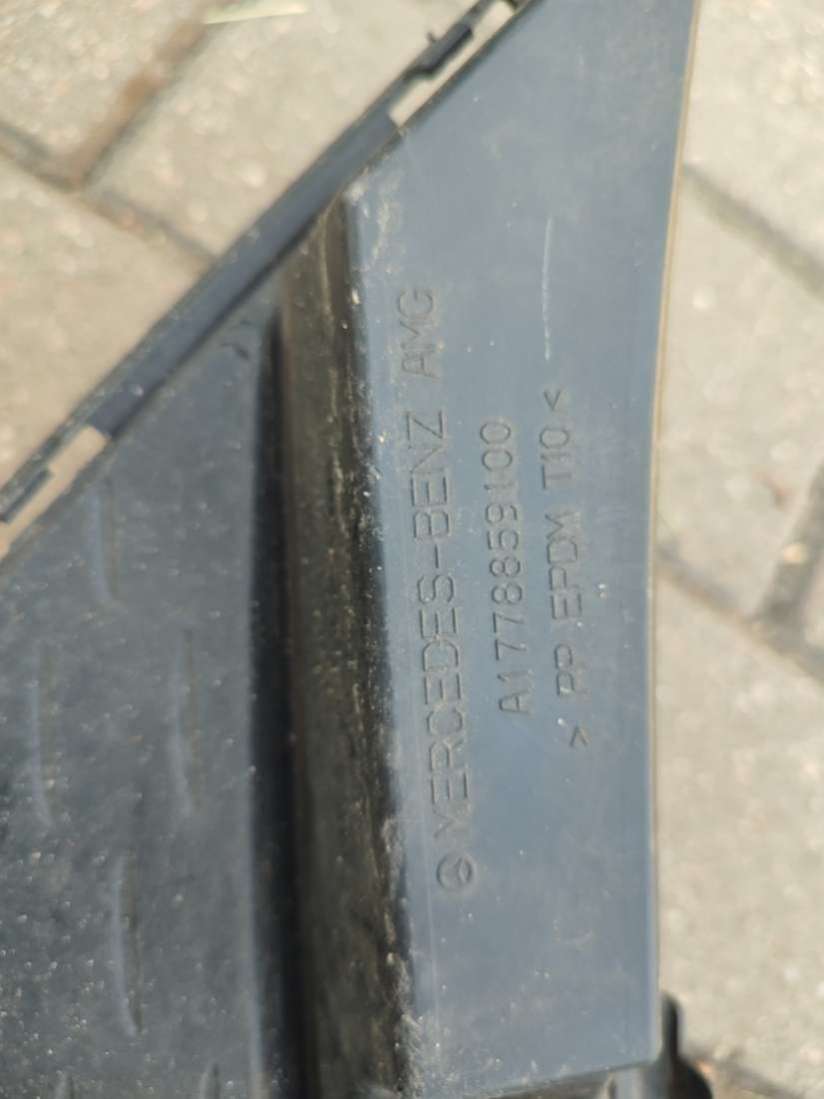 MERCEDES-BENZ AMG
A1778859100
> PP EPDM T10 <